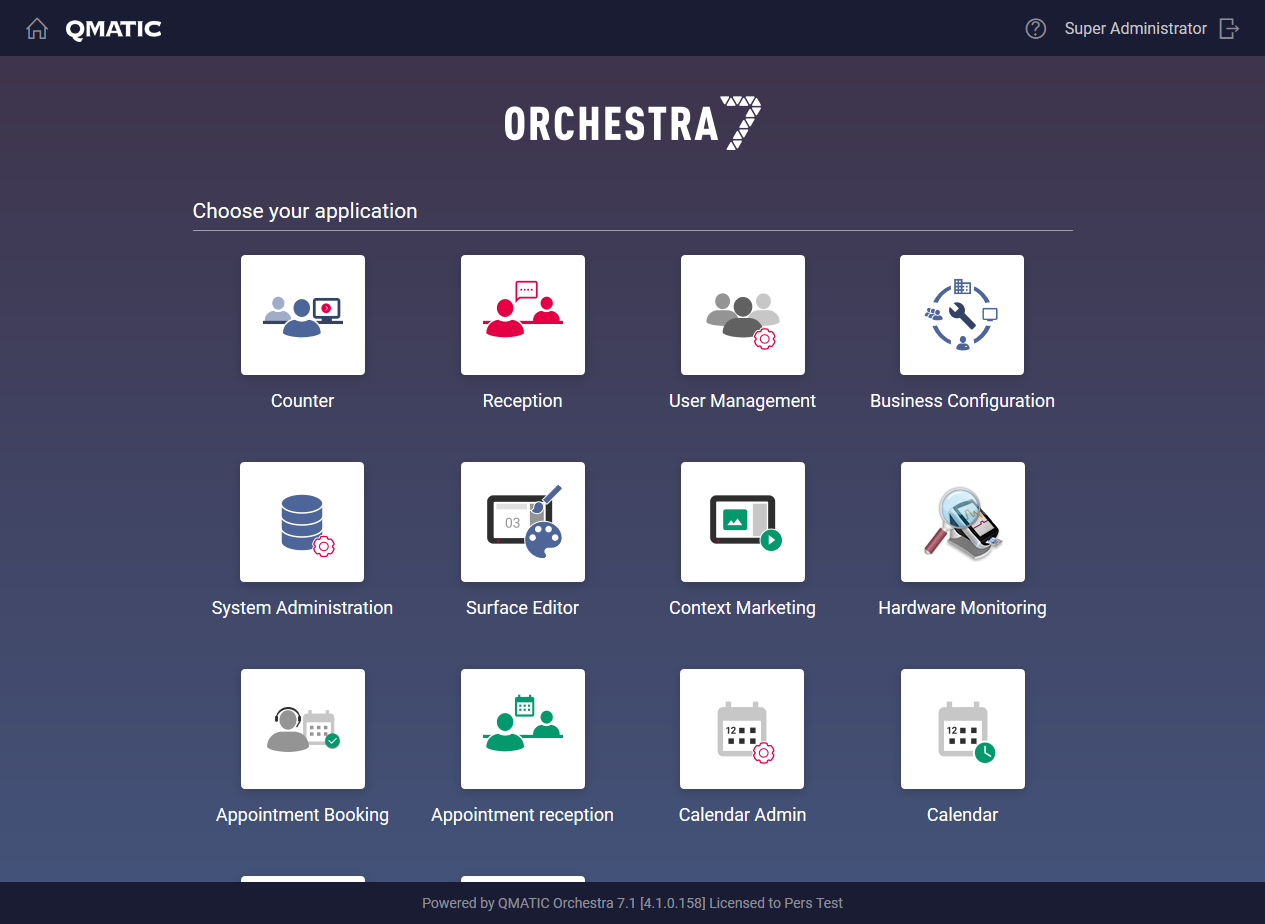 QMATIC
Super Administrator
ORCHESTRA 7
Choose your application
Counter
Reception
User Management
Business Configuration
03
System Administration
Surface Editor
Context Marketing
Hardware Monitoring
12
12
Appointment Booking
Appointment reception
Calendar Admin
Calendar
Powered by QMATIC Orchestra 7.1 [4.1.0.158] Licensed to Pers Test